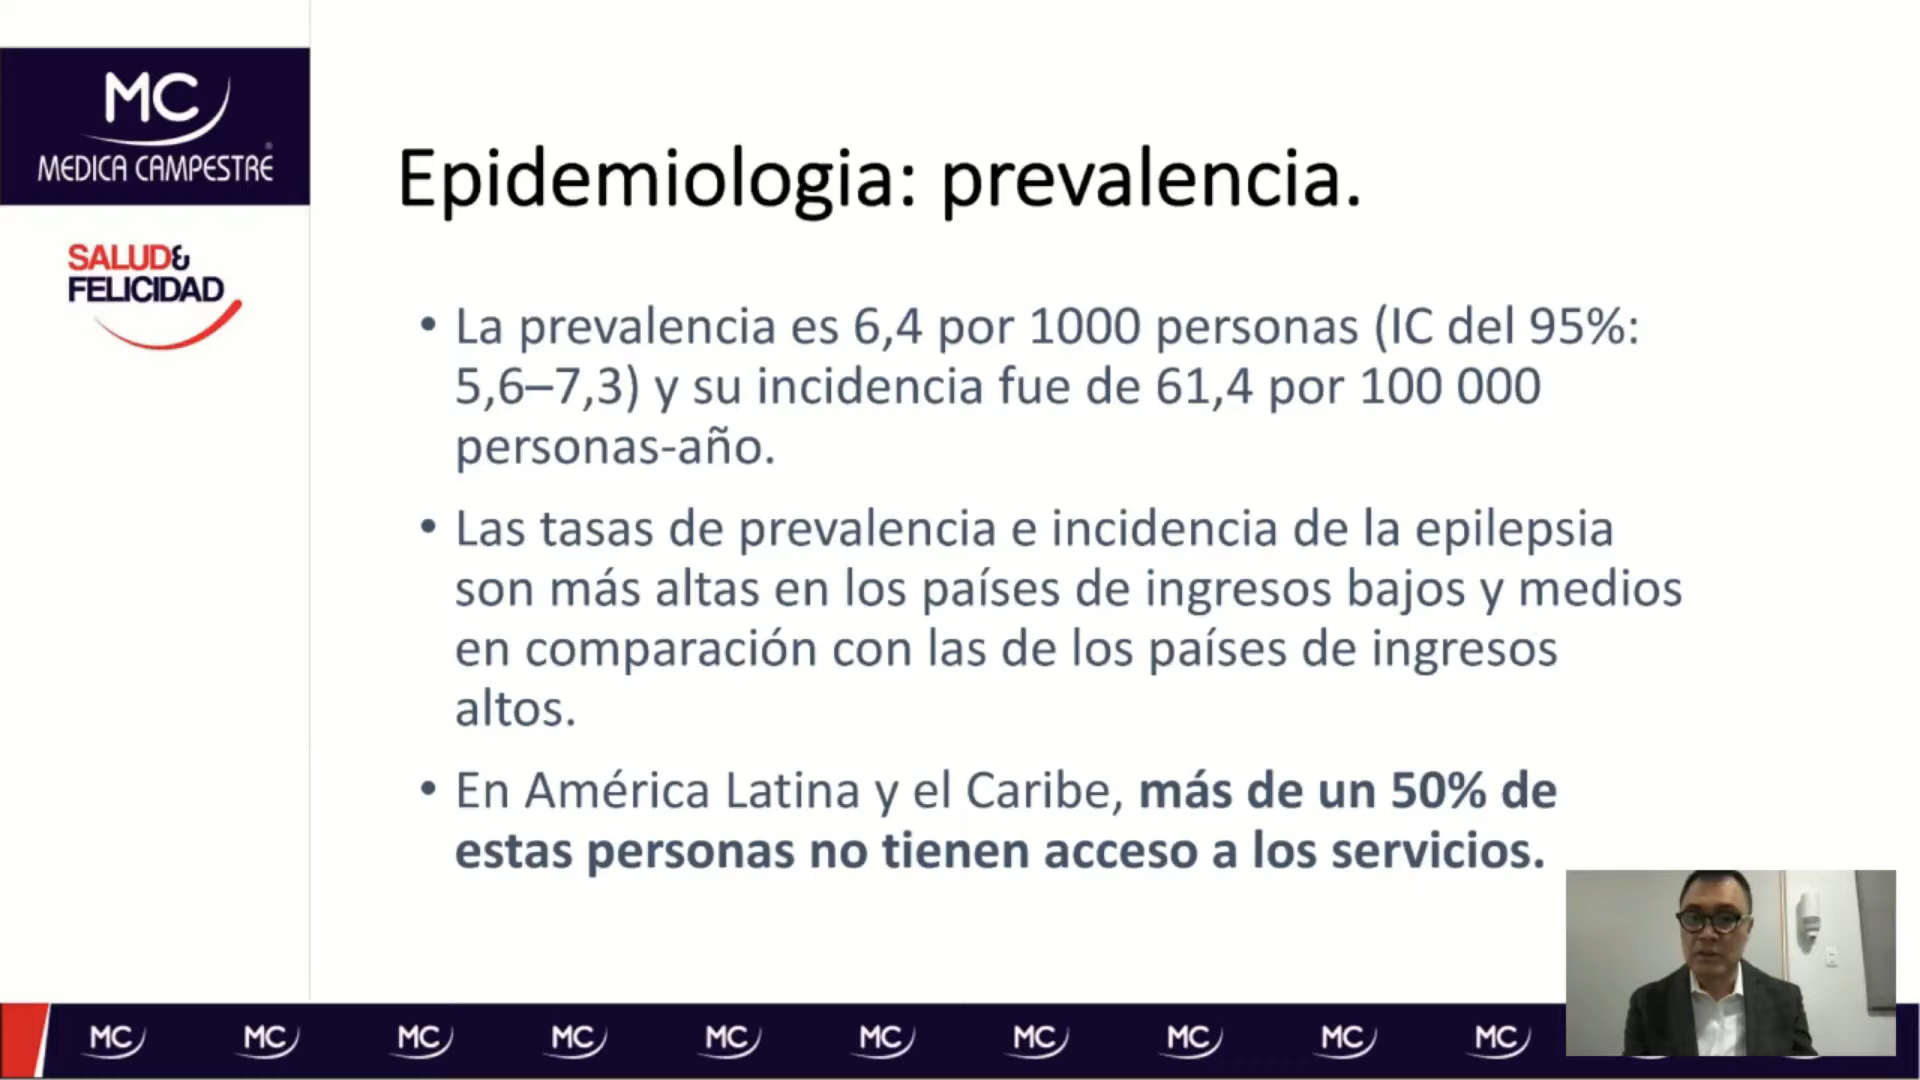 MC
MEDICA CAMPESTRE
®
SALUD&
FELICIDAD
Epidemiologia: prevalencia.
• La prevalencia es 6,4 por 1000 personas (IC del 95%:
5,6–7,3) y su incidencia fue de 61,4 por 100 000
personas-año.
• Las tasas de prevalencia e incidencia de la epilepsia
son más altas en los países de ingresos bajos y medios
en comparación con las de los países de ingresos
altos.
• En América Latina y el Caribe, más de un 50% de
estas personas no tienen acceso a los servicios.
MC MC MC MC MC MC MC MC MC MC